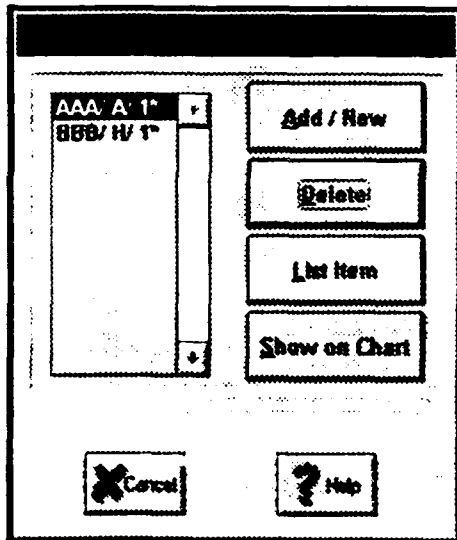 AAA/ A/ 1"
BBB/ H/ 1"
Add / New
Delete
List Item
Show on Chart
Cancel
Help